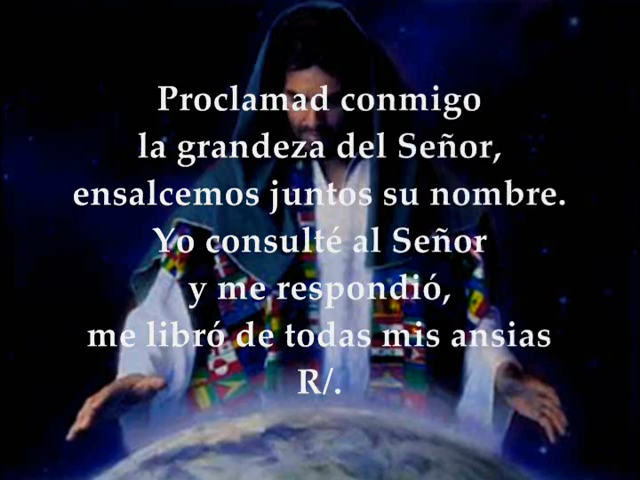 Proclamad conmigo
la grandeza del Señor,
ensalcemos juntos su nombre.
Yo consulté al Señor
y me respondió,
me libró de todas mis ansias
R/.